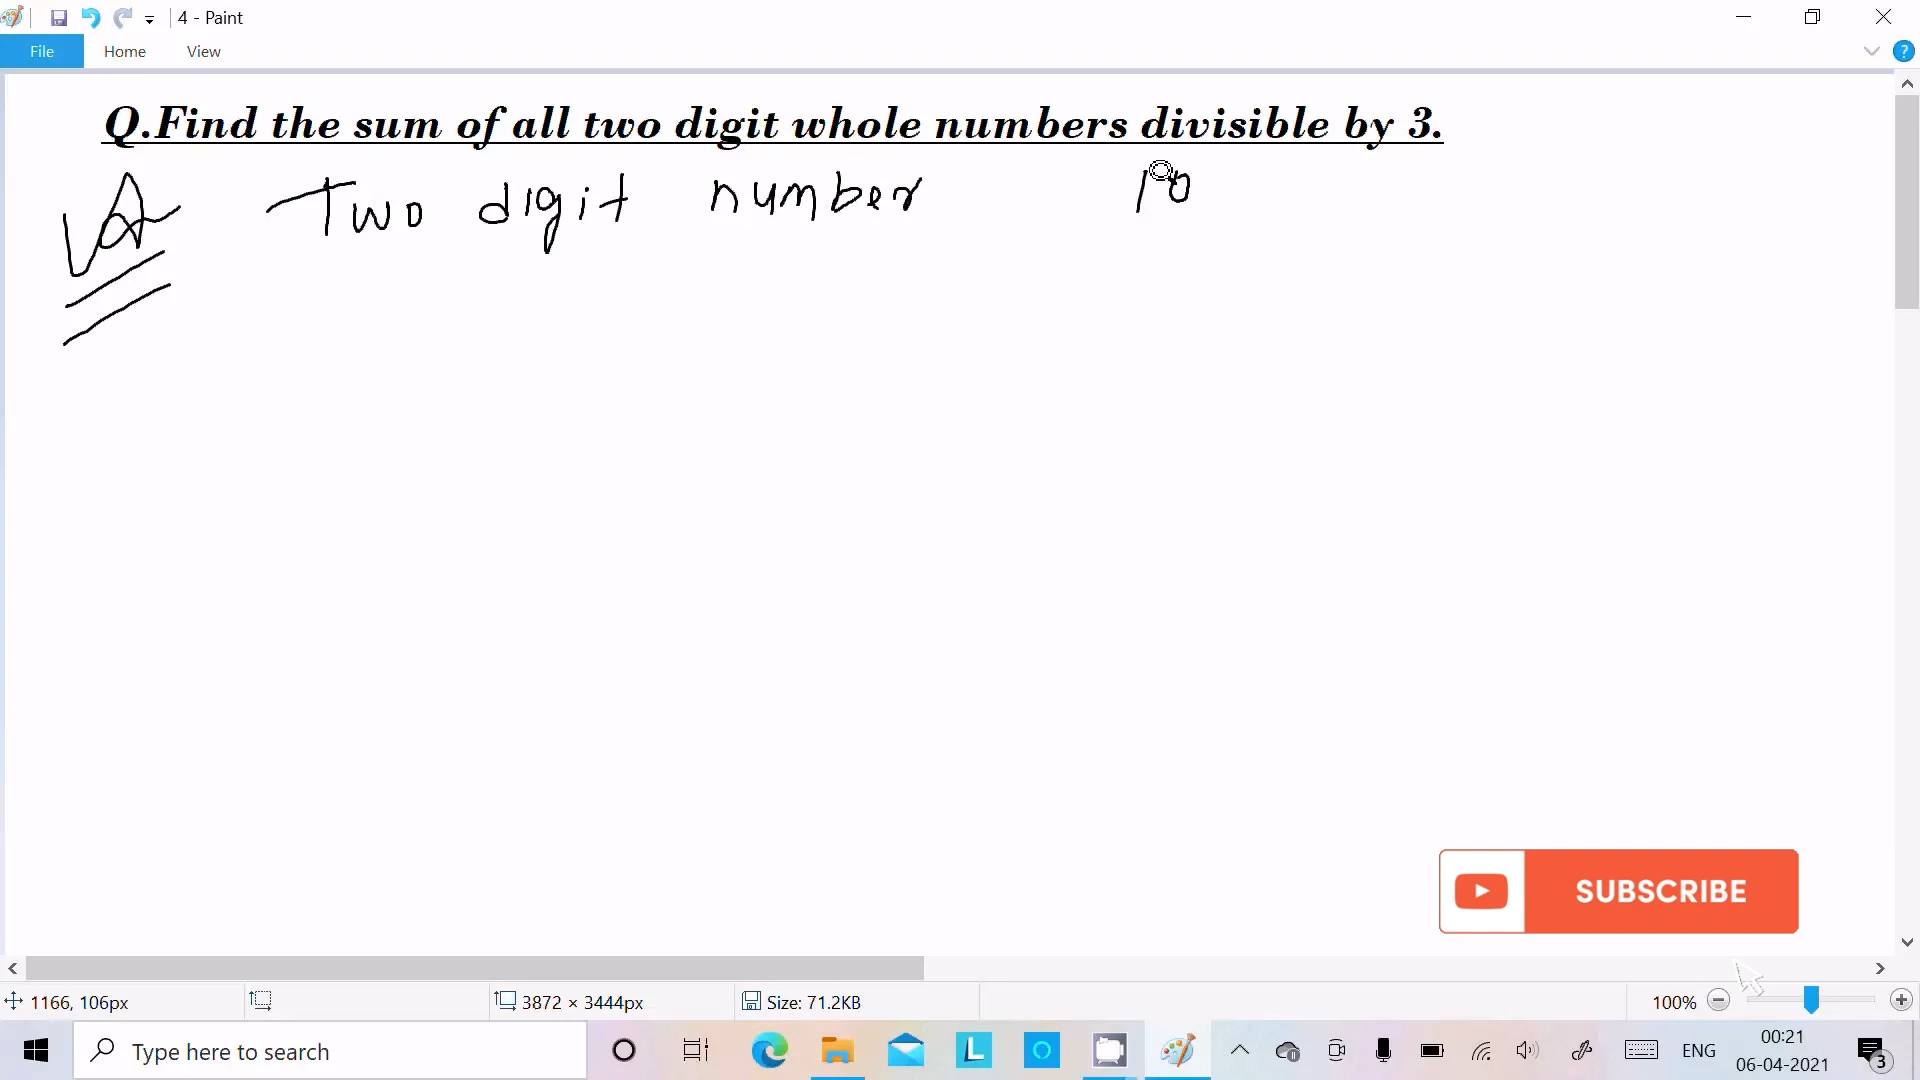 4 - Paint
File Home View
Q.Find the sum of all two digit whole numbers divisible by 3.
Two digit number 10
SUBSCRIBE
1166, 106px 3872 × 3444px Size: 71.2KB 100%
Type here to search ENG 00:21
06-04-2021 3